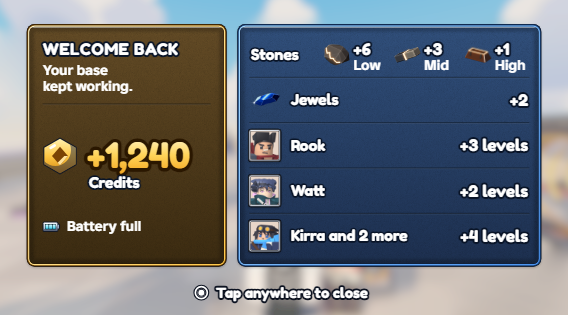 WELCOME BACK
Your base
kept working.
+1,240
Credits
Battery full
Stones
+6
Low
+3
Mid
+1
High
Jewels
+2
Rook
+3 levels
Watt
+2 levels
Kirra and 2 more
+4 levels
Tap anywhere to close